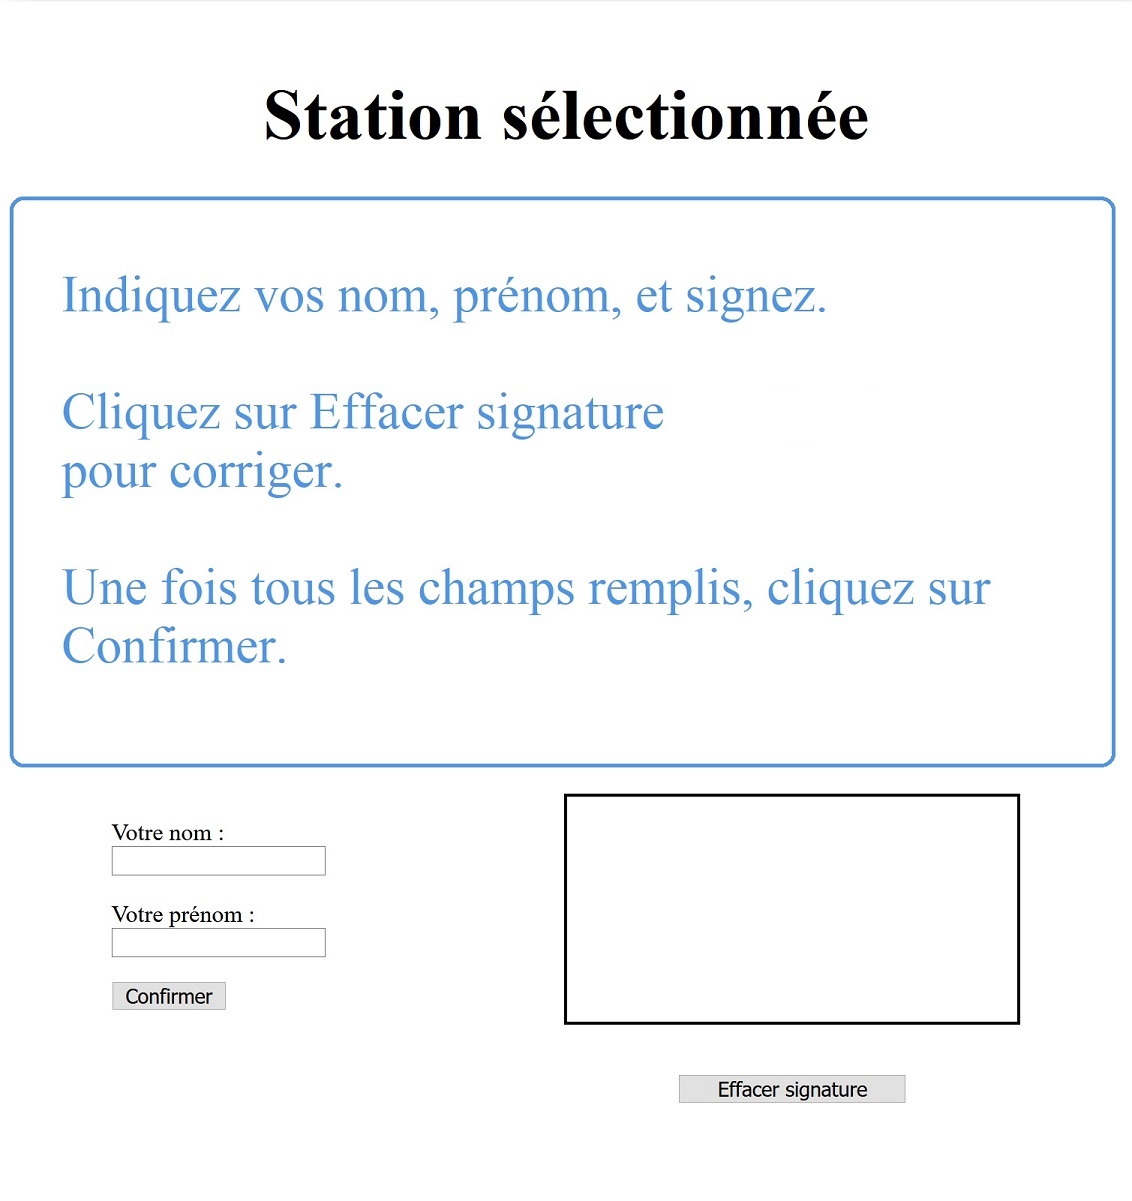 Station sélectionnée
Indiquez vos nom, prénom, et signez.
Cliquez sur Effacer signature
pour corriger.
Une fois tous les champs remplis, cliquez sur
Confirmer.
Votre nom :
Votre prénom :
Confirmer
Effacer signature